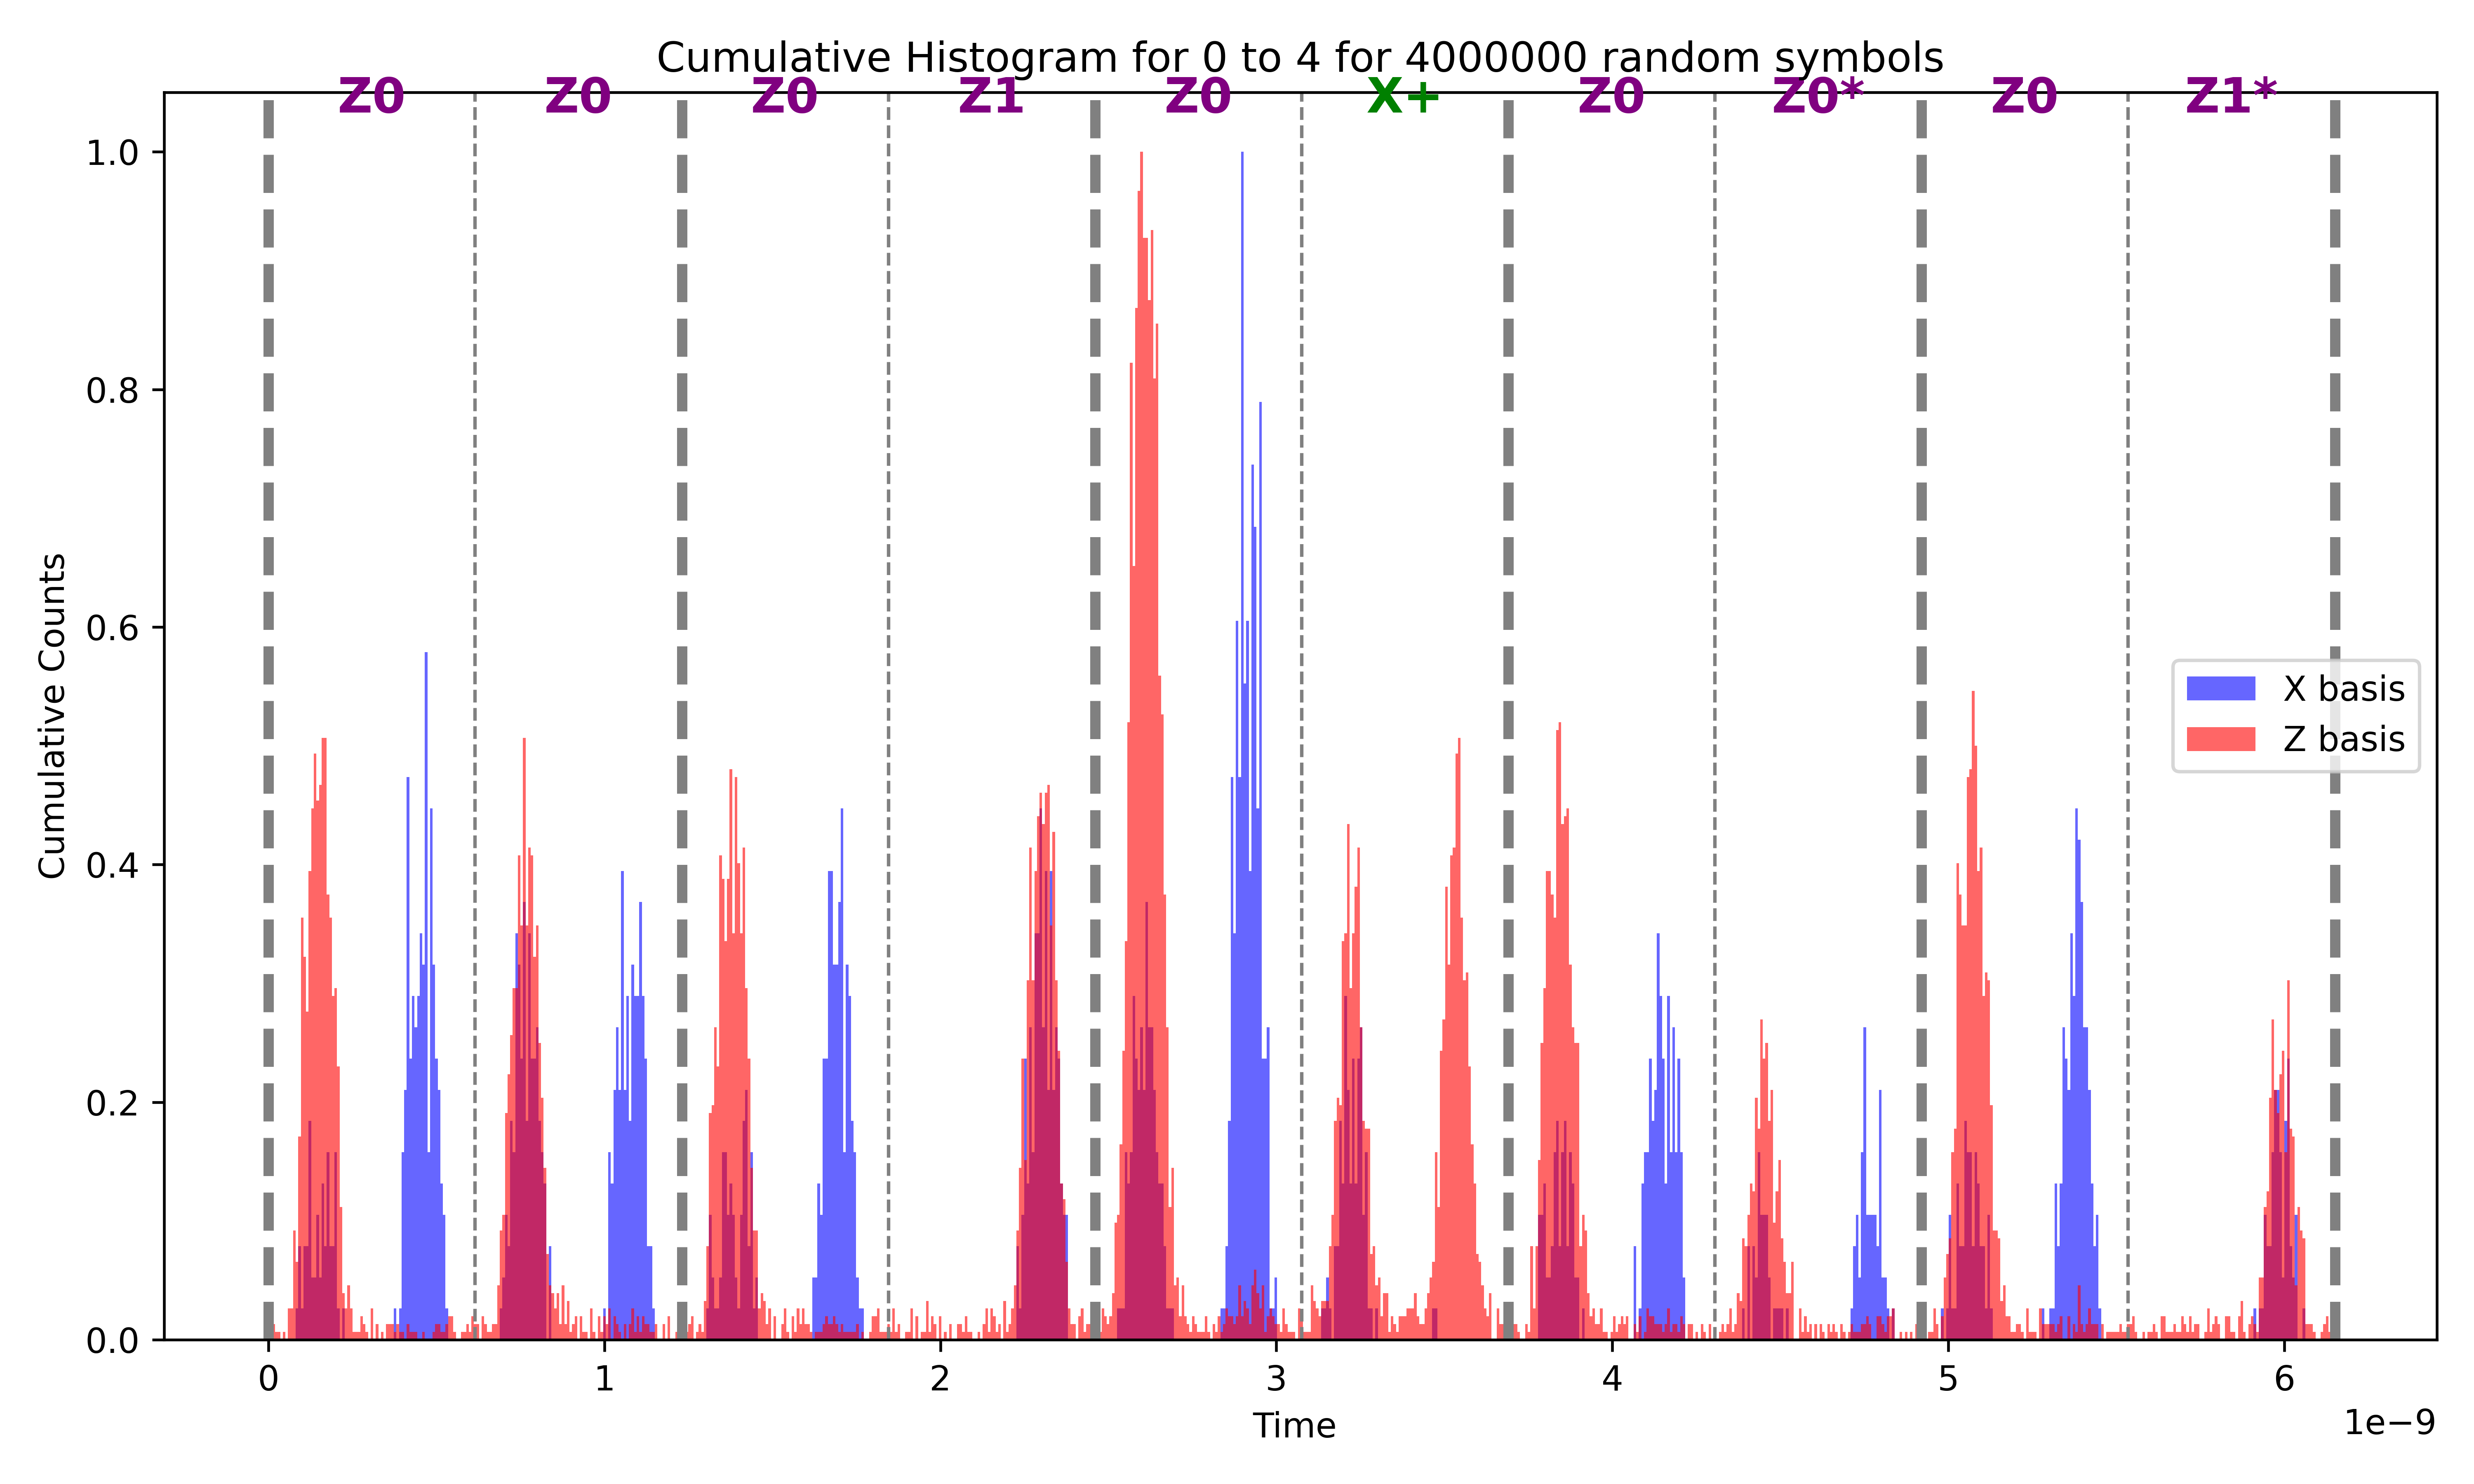 Cumulative Histogram for 0 to 4 for 4000000 random symbols
Z0 Z0 Z0 Z1 Z0 X+ Z0 Z0* Z0 Z1*
Cumulative Counts
1.0
0.8
0.6
0.4
0.2
0.0
X basis
Z basis
0 1 2 3 4 5 6
1e−9
Time